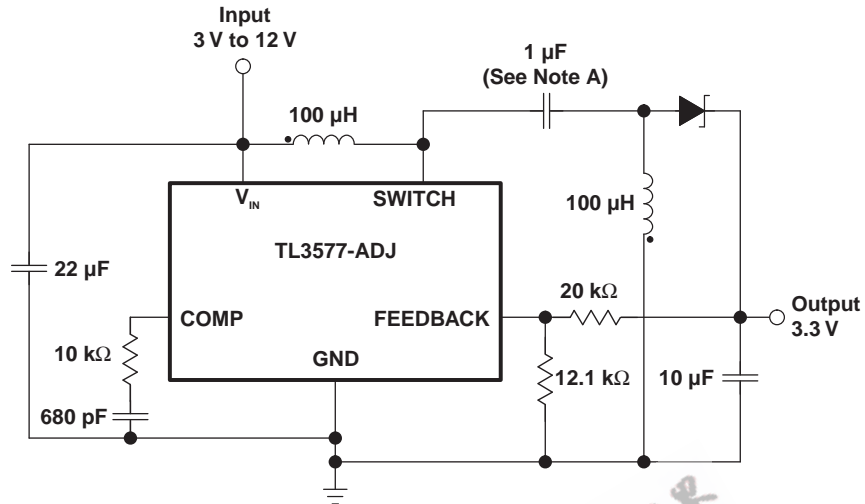 Input
3 V to 12 V
1 µF
(See Note A)
100 µH
VIN
SWITCH
100 µH
TL3577-ADJ
22 µF
20 kΩ
Output
3.3 V
COMP
FEEDBACK
10 kΩ
GND
12.1 kΩ
10 µF
680 pF